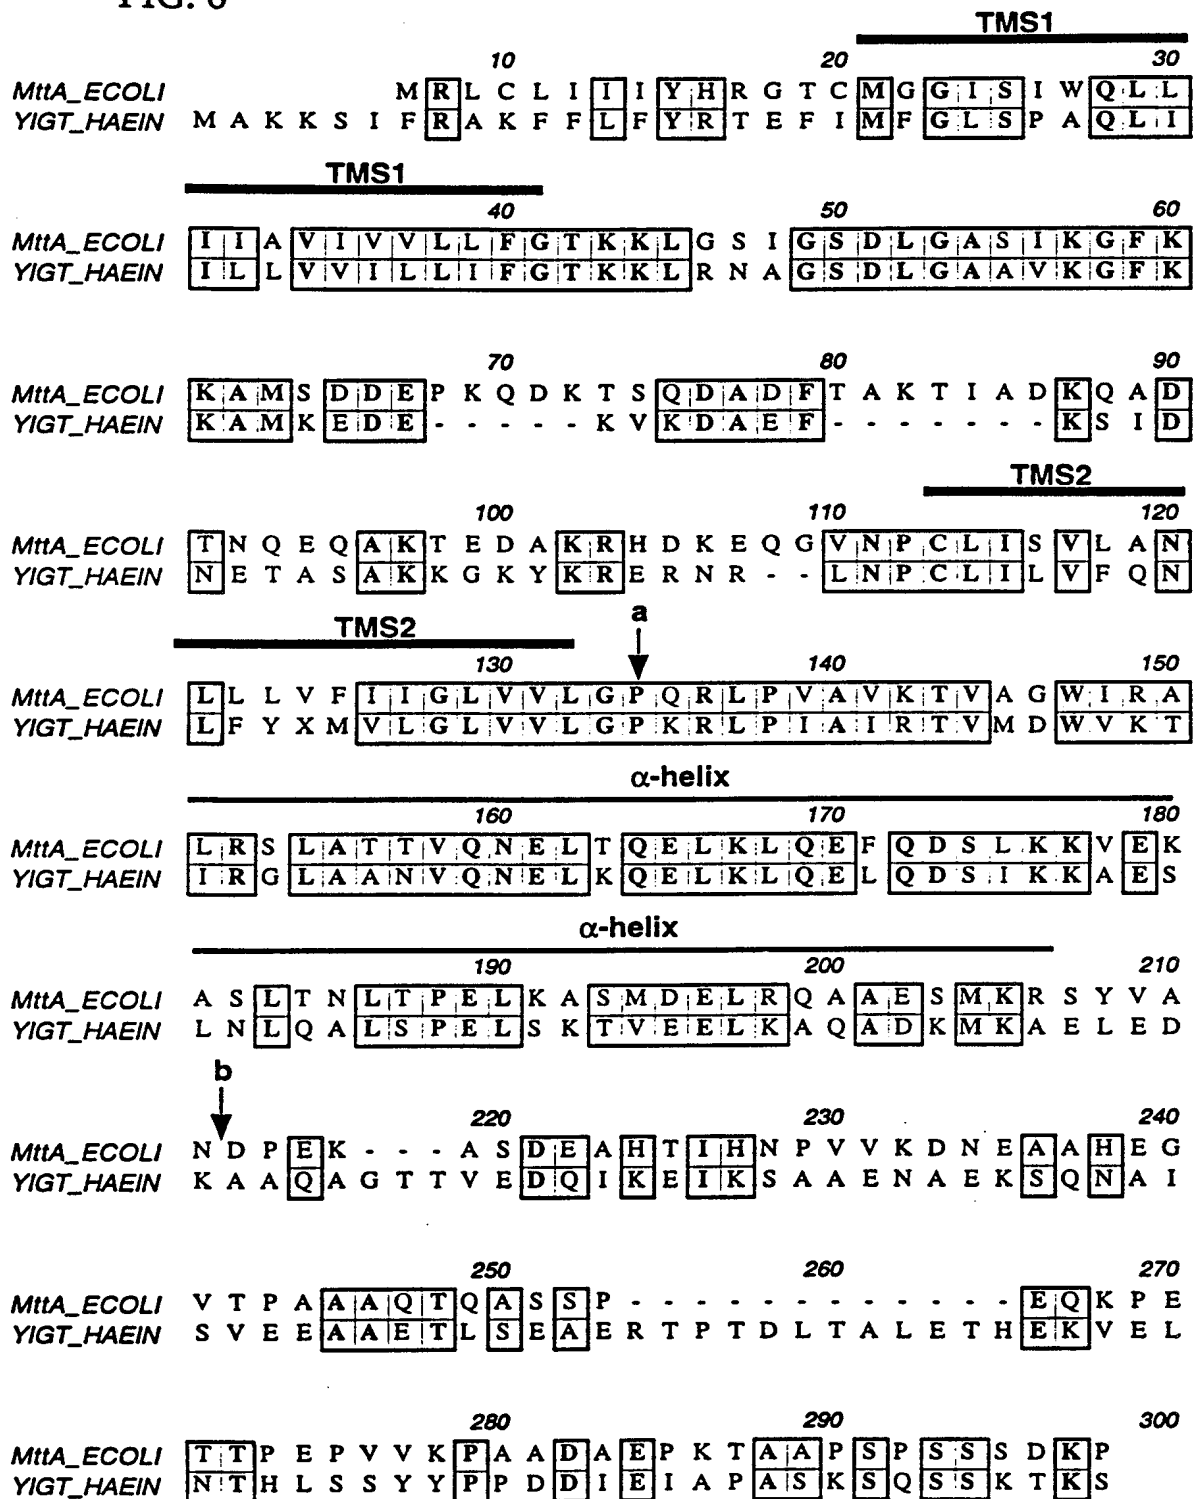 FIG. 6
TMS1
10 20 30
MttA_ECOLI M R L C L I I I Y H R G T C M G G I S I W Q L L
YIGT_HAEIN M A K K S I F R A K F F L F Y R T E F I M F G L S P A Q L I
TMS1
40 50 60
MttA_ECOLI I I A V I V V L L F G T K K L G S I G S D L G A S I K G F K
YIGT_HAEIN I L L V V I L L I F G T K K L R N A G S D L G A A V K G F K
70 80 90
MttA_ECOLI K A M S D D E P K Q D K T S Q D A D F T A K T I A D K Q A D
YIGT_HAEIN K A M K E D E - - - - - K V K D A E F - - - - - - - K S I D
TMS2
100 110 120
MttA_ECOLI T N Q E Q A K T E D A K R H D K E Q G V N P C L I S V L A N
YIGT_HAEIN N E T A S A K K G K Y K R E R N R - - L N P C L I L V F Q N
TMS2 a
130 140 150
MttA_ECOLI L L L V F I I G L V V L G P Q R L P V A V K T V A G W I R A
YIGT_HAEIN L F Y X M V L G L V V L G P K R L P I A I R T V M D W V K T
α-helix
160 170 180
MttA_ECOLI L R S L A T T V Q N E L T Q E L K L Q E F Q D S L K K V E K
YIGT_HAEIN I R G L A A N V Q N E L K Q E L K L Q E L Q D S I K K A E S
α-helix
190 200 210
MttA_ECOLI A S L T N L T P E L K A S M D E L R Q A A E S M K R S Y V A
YIGT_HAEIN L N L Q A L S P E L S K T V E E L K A Q A D K M K A E L E D
b
220 230 240
MttA_ECOLI N D P E K - - - A S D E A H T I H N P V V K D N E A A H E G
YIGT_HAEIN K A A Q A G T T V E D Q I K E I K S A A E N A E K S Q N A I
250 260 270
MttA_ECOLI V T P A A A Q T Q A S S P - - - - - - - - - - - - E Q K P E
YIGT_HAEIN S V E E A A E T L S E A E R T P T D L T A L E T H E K V E L
280 290 300
MttA_ECOLI T T P E P V V K P A A D A E P K T A A P S P S S S D K P
YIGT_HAEIN N T H L S S Y Y P P D D I E I A P A S K S Q S S K T K S